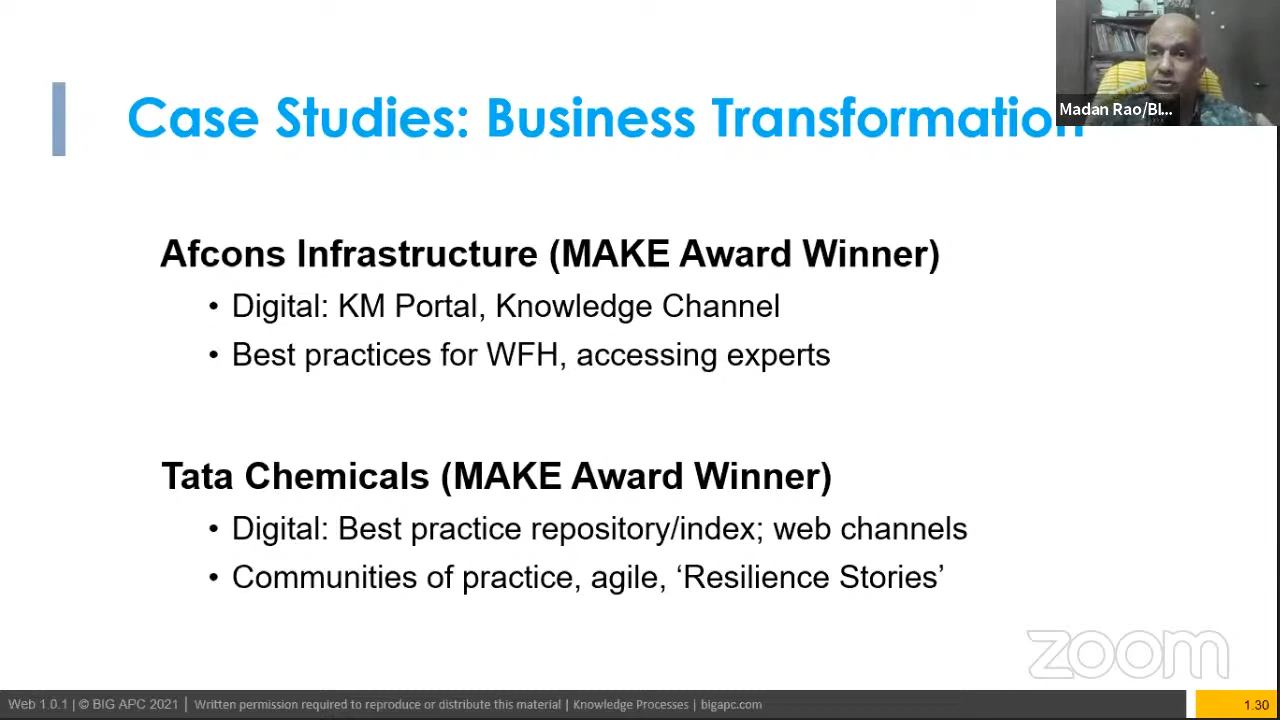 Case Studies: Business Transformation
Madan Rao/BI...
Afcons Infrastructure (MAKE Award Winner)
• Digital: KM Portal, Knowledge Channel
• Best practices for WFH, accessing experts
Tata Chemicals (MAKE Award Winner)
• Digital: Best practice repository/index; web channels
• Communities of practice, agile, ‘Resilience Stories’
zoom
Web 1.0.1 | © BIG APC 2021 | Written permission required to reproduce or distribute this material | Knowledge Processes | bigapc.com
1.30